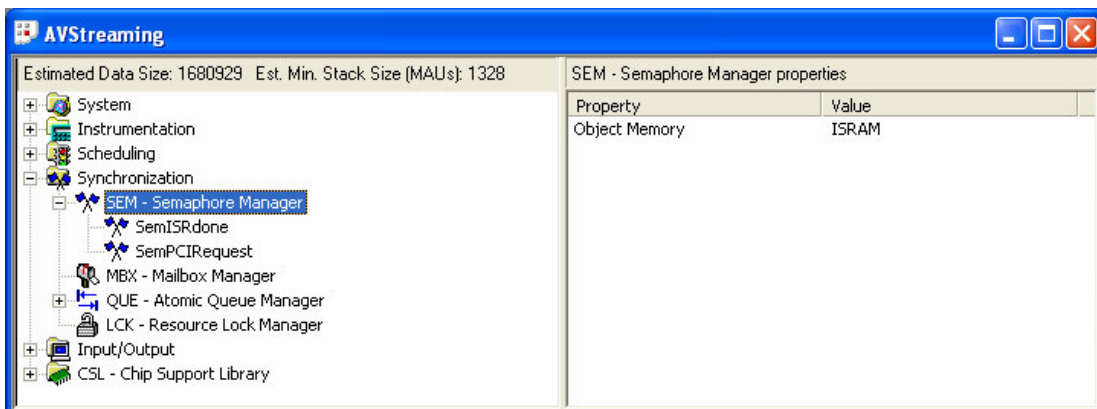 AVStreaming
Estimated Data Size: 1680929 Est. Min. Stack Size (MAUs): 1328
System
Instrumentation
Scheduling
Synchronization
SEM - Semaphore Manager
SemISRdone
SemPCIRequest
MBX - Mailbox Manager
QUE - Atomic Queue Manager
LCK - Resource Lock Manager
Input/Output
CSL - Chip Support Library
SEM - Semaphore Manager properties
Property Value
Object Memory ISRAM